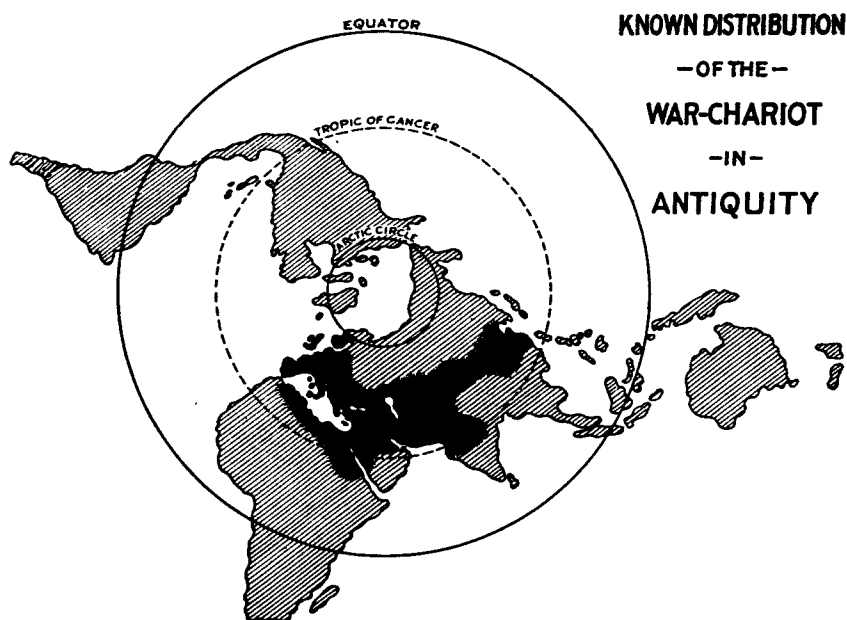 KNOWN DISTRIBUTION
-OF THE-
WAR-CHARIOT
-IN-
ANTIQUITY
EQUATOR
TROPIC OF CANCER
ARCTIC CIRCLE